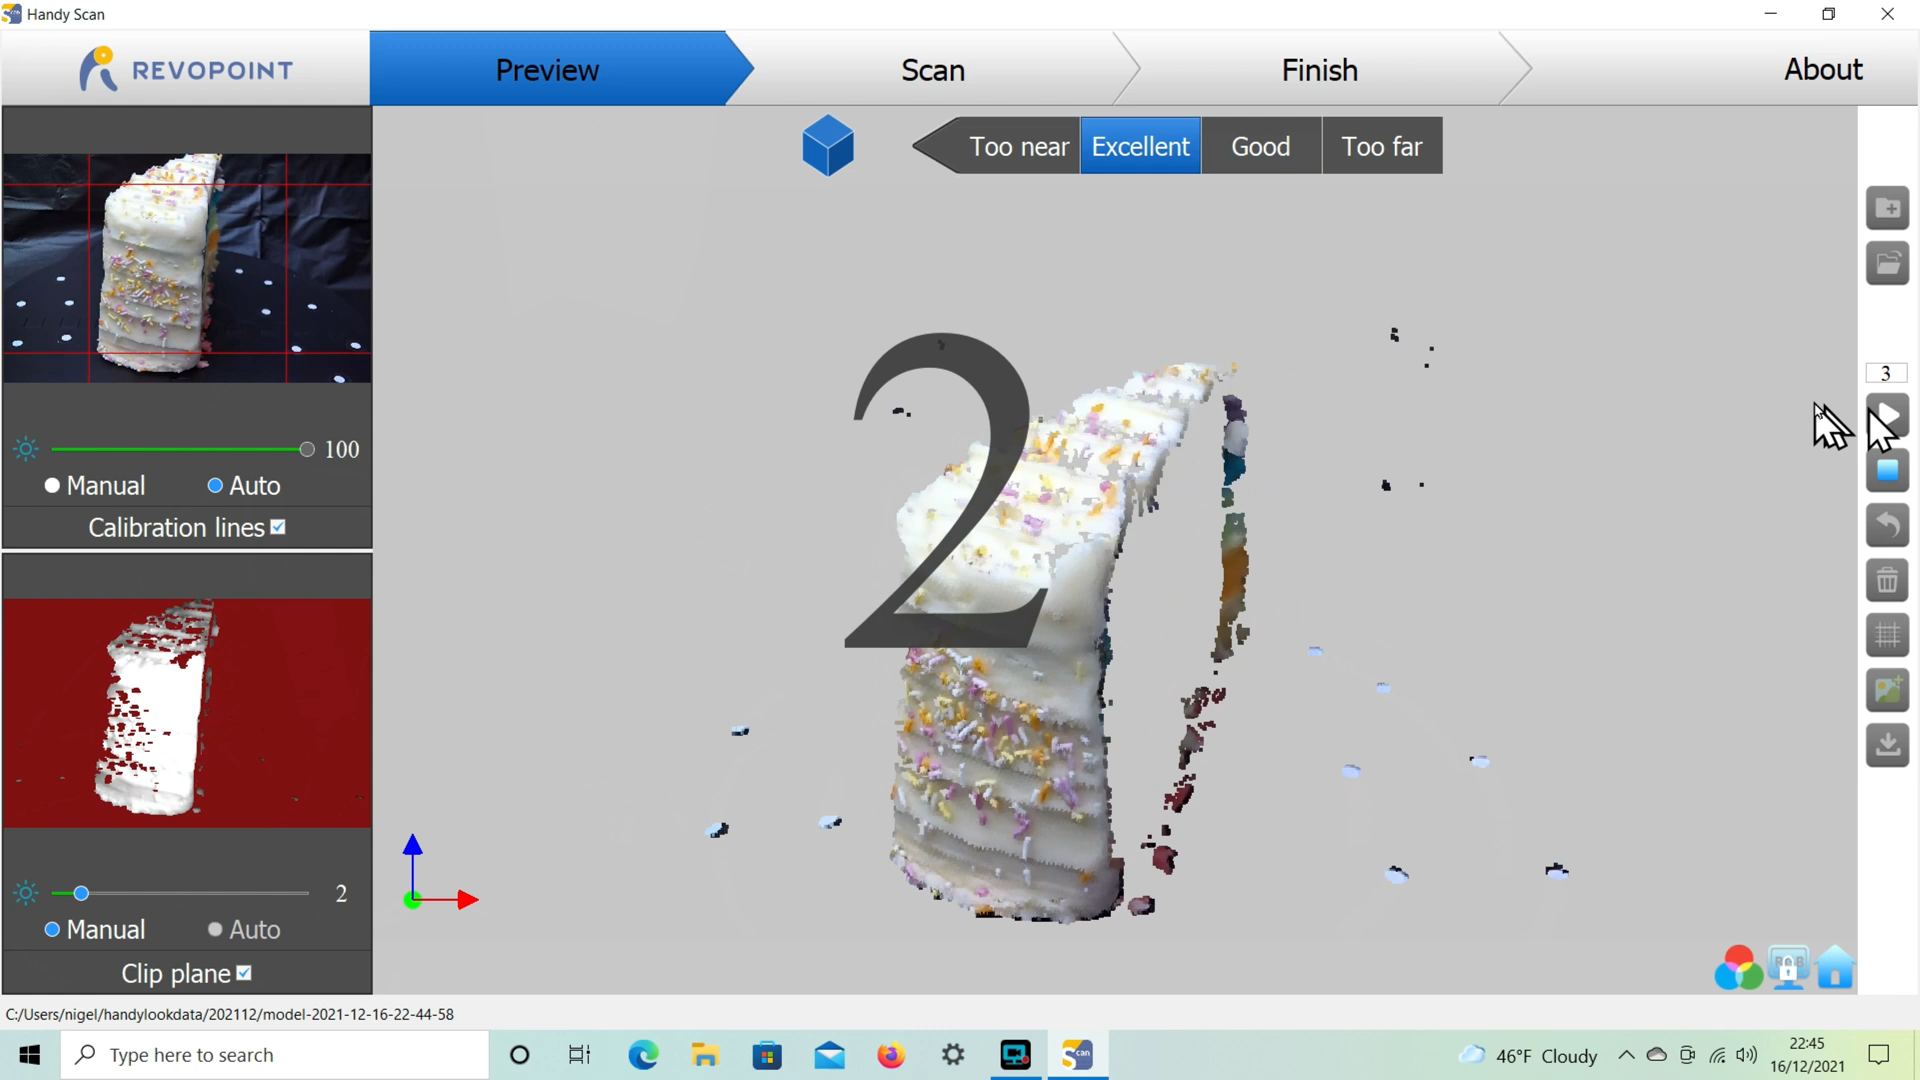 Handy Scan
REVOPOINT
Preview
Scan
Finish
About
Too near
Excellent
Good
Too far
3
2
100
Manual
Auto
Calibration lines
2
Manual
Auto
Clip plane
RGB
C:/Users/nigel/handylookdata/202112/model-2021-12-16-22-44-58
Type here to search
Scan
46°F Cloudy
22:45
16/12/2021